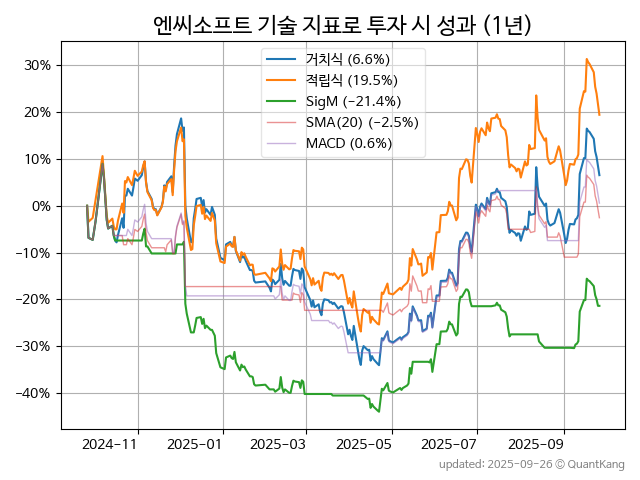 엔씨소프트 기술 지표로 투자 시 성과 (1년)
거치식 (6.6%)
적립식 (19.5%)
SigM (−21.4%)
SMA(20) (−2.5%)
MACD (0.6%)
30%
20%
10%
0%
−10%
−20%
−30%
−40%
2024-11 2025-01 2025-03 2025-05 2025-07 2025-09
updated: 2025-09-26 © QuantKang